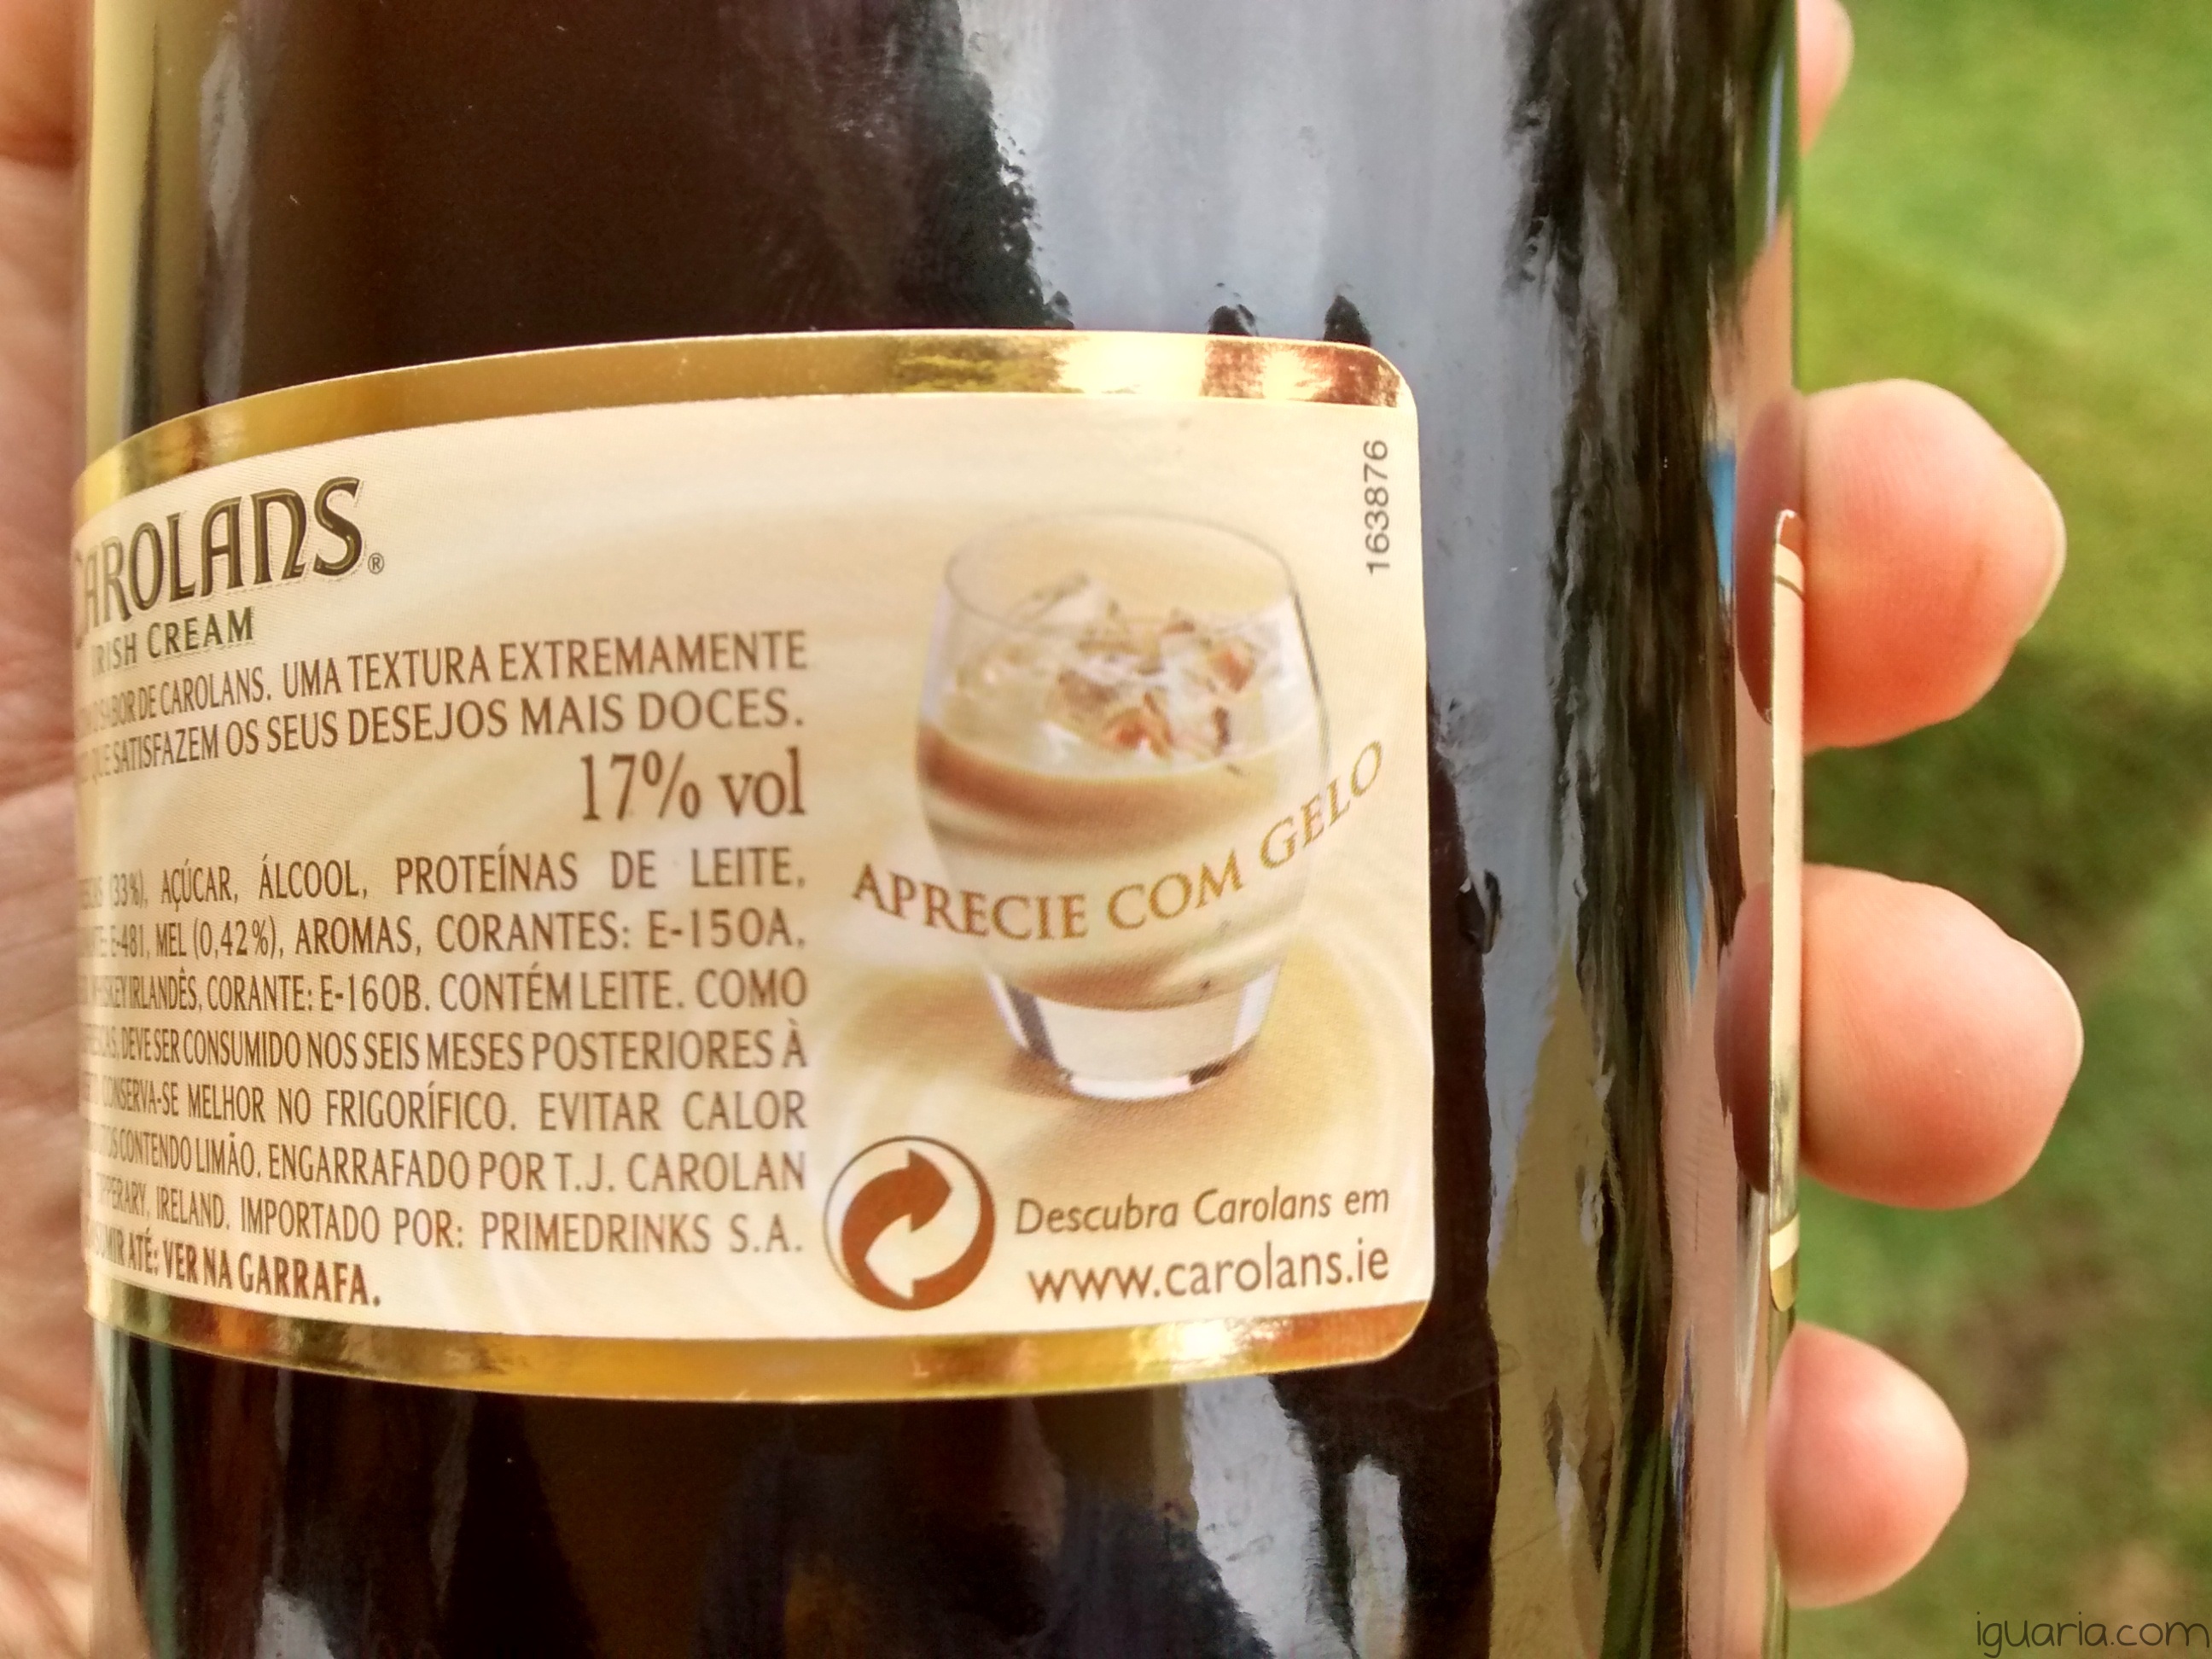 CAROLANS®
IRISH CREAM
SABOR DE CAROLANS. UMA TEXTURA EXTREMAMENTE
QUE SATISFAZEM OS SEUS DESEJOS MAIS DOCES.
17% vol
(33%), AÇÚCAR, ÁLCOOL, PROTEÍNAS DE LEITE,
E-481, MEL (0,42%), AROMAS, CORANTES: E-150A,
WHISKEY IRLANDÊS, CORANTE: E-160B. CONTÉM LEITE. COMO
FRESCAS, DEVE SER CONSUMIDO NOS SEIS MESES POSTERIORES À
CONSERVA-SE MELHOR NO FRIGORÍFICO. EVITAR CALOR
CONTENDO LIMÃO. ENGARRAFADO POR T.J. CAROLAN
TIPPERARY, IRELAND. IMPORTADO POR: PRIMEDRINKS S.A.
ATÉ: VER NA GARRAFA.
163876
APRECIE COM GELO
Descubra Carolans em
www.carolans.ie
iguaria.com